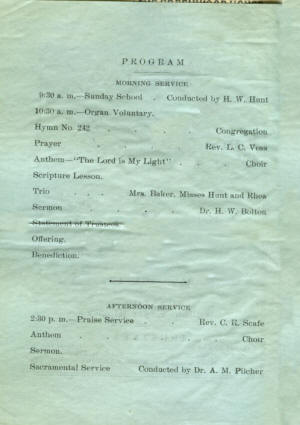 PROGRAM
MORNING SERVICE
9:30 a. m.—Sunday School . Conducted by H. W. Hunt
10:30 a. m.—Organ Voluntary.
Hymn No. 242 . . . Congregation
Prayer . . . Rev. L. C. Voss
Anthem—"The Lord is My Light" . . Choir
Scripture Lesson.
Trio . . Mrs. Baker, Misses Hunt and Rhea
Sermon . . . Dr. H. W. Bolton
Statement of Trustees
Offering.
Benediction.
AFTERNOON SERVICE
2:30 p. m.—Praise Service . . Rev. C. R. Scafe
Anthem . . . . Choir
Sermon.
Sacramental Service Conducted by Dr. A. M. Pilcher